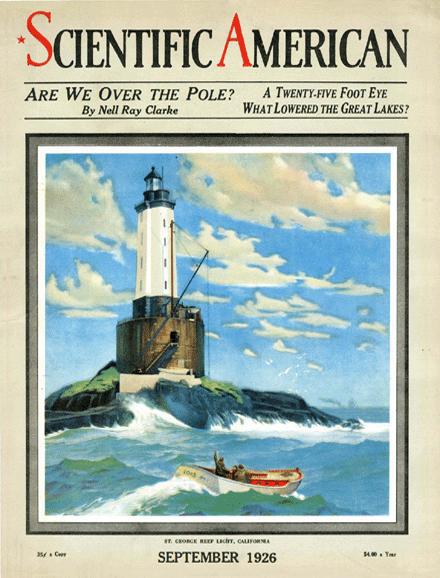 SCIENTIFIC AMERICAN
ARE WE OVER THE POLE?
By Nell Ray Clarke
A TWENTY-FIVE FOOT EYE
WHAT LOWERED THE GREAT LAKES?
ST. GEORGE REEF LIGHT, CALIFORNIA
35¢ a Copy
SEPTEMBER 1926
$4.00 a Year